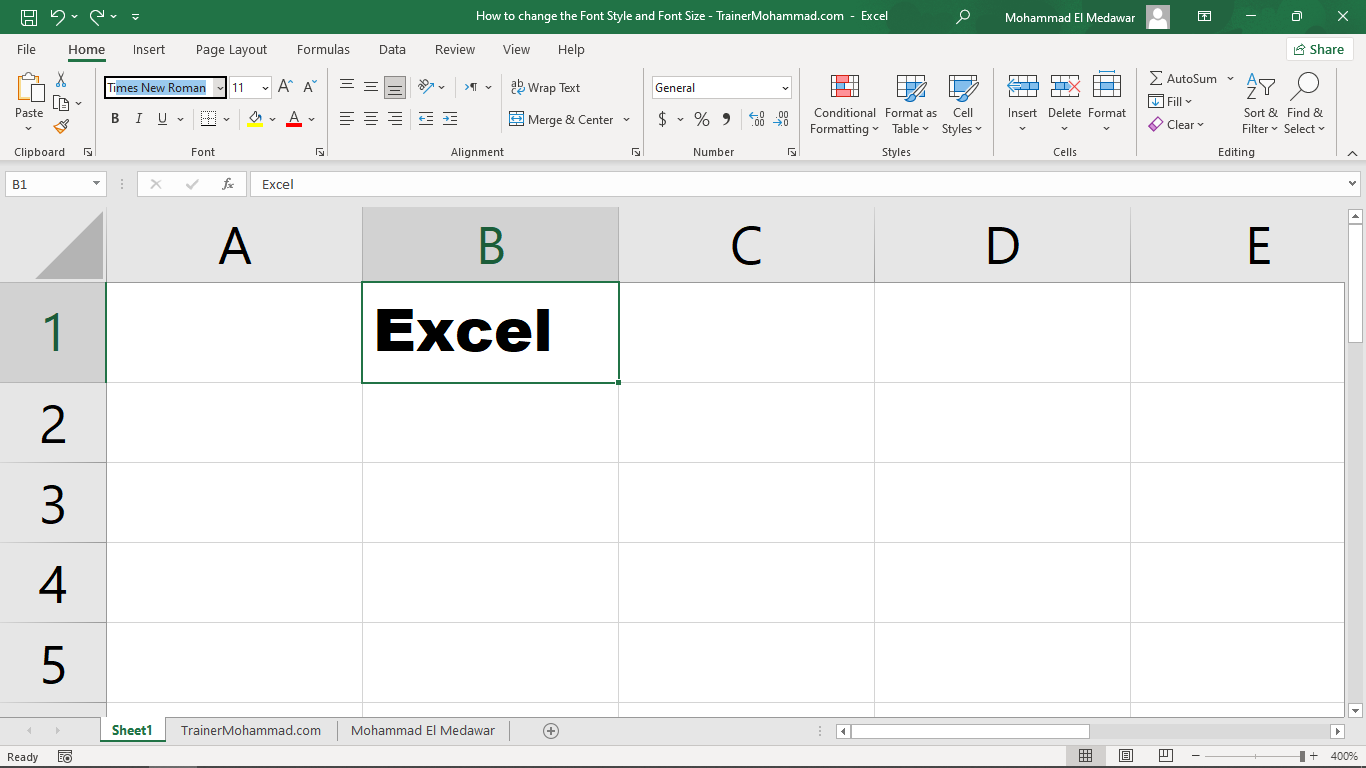 How to change the Font Style and Font Size - TrainerMohammad.com - Excel
Mohammad El Medawar
File Home Insert Page Layout Formulas Data Review View Help Share
Paste
Times New Roman 11
B I U A
ab Wrap Text
Merge & Center
General
$ % 9 .00 .00
Conditional Formatting
Format as Table
Cell Styles
Insert Delete Format
AutoSum
Fill
Clear
Sort & Filter
Find & Select
Clipboard Font Alignment Number Styles Cells Editing
B1 fx Excel
A B C D E
1 Excel
2
3
4
5
Sheet1 TrainerMohammad.com Mohammad El Medawar
Ready 400%